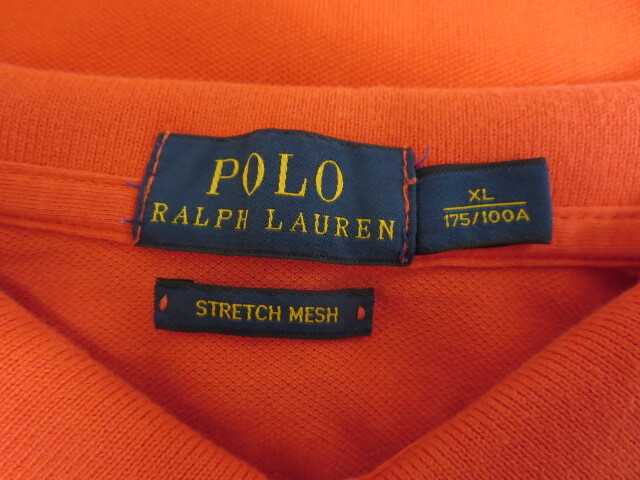 POLO
RALPH LAUREN
XL
175/100A
STRETCH MESH